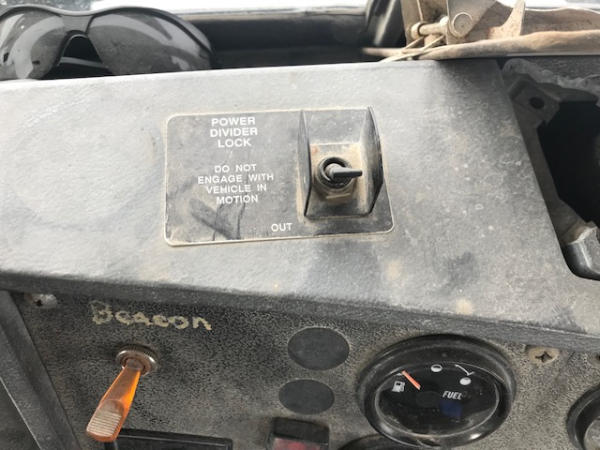 POWER
DIVIDER
LOCK
DO NOT
ENGAGE WITH
VEHICLE IN
MOTION
OUT
Beacon
FUEL